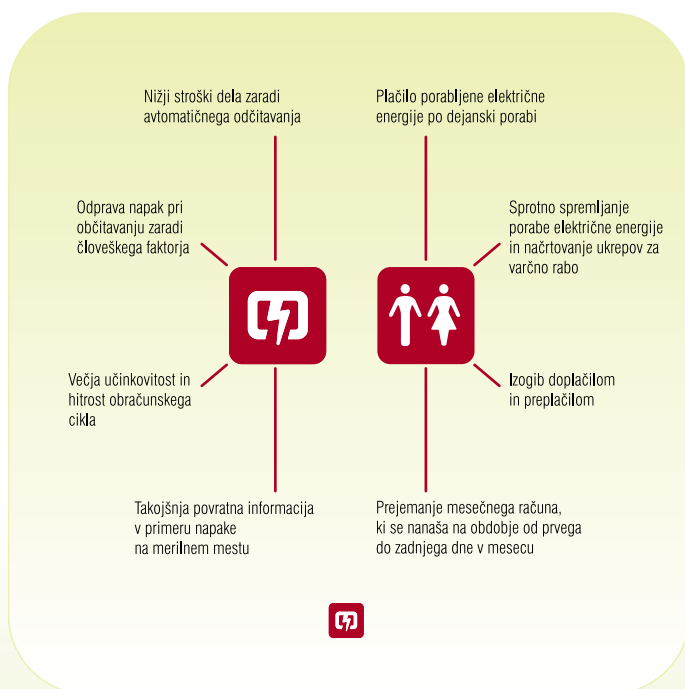 Nižji stroški dela zaradi
avtomatičnega odčitavanja
Plačilo porabljene električne
energije po dejanski porabi
Odprava napak pri
občitavanju zaradi
človeškega faktorja
Sprotno spremljanje
porabe električne energije
in načrtovanje ukrepov za
varčno rabo
Večja učinkovitost in
hitrost obračunskega
cikla
Izogib doplačilom
in preplačilom
Takojšnja povratna informacija
v primeru napake
na merilnem mestu
Prejemanje mesečnega računa,
ki se nanaša na obdobje od prvega
do zadnjega dne v mesecu